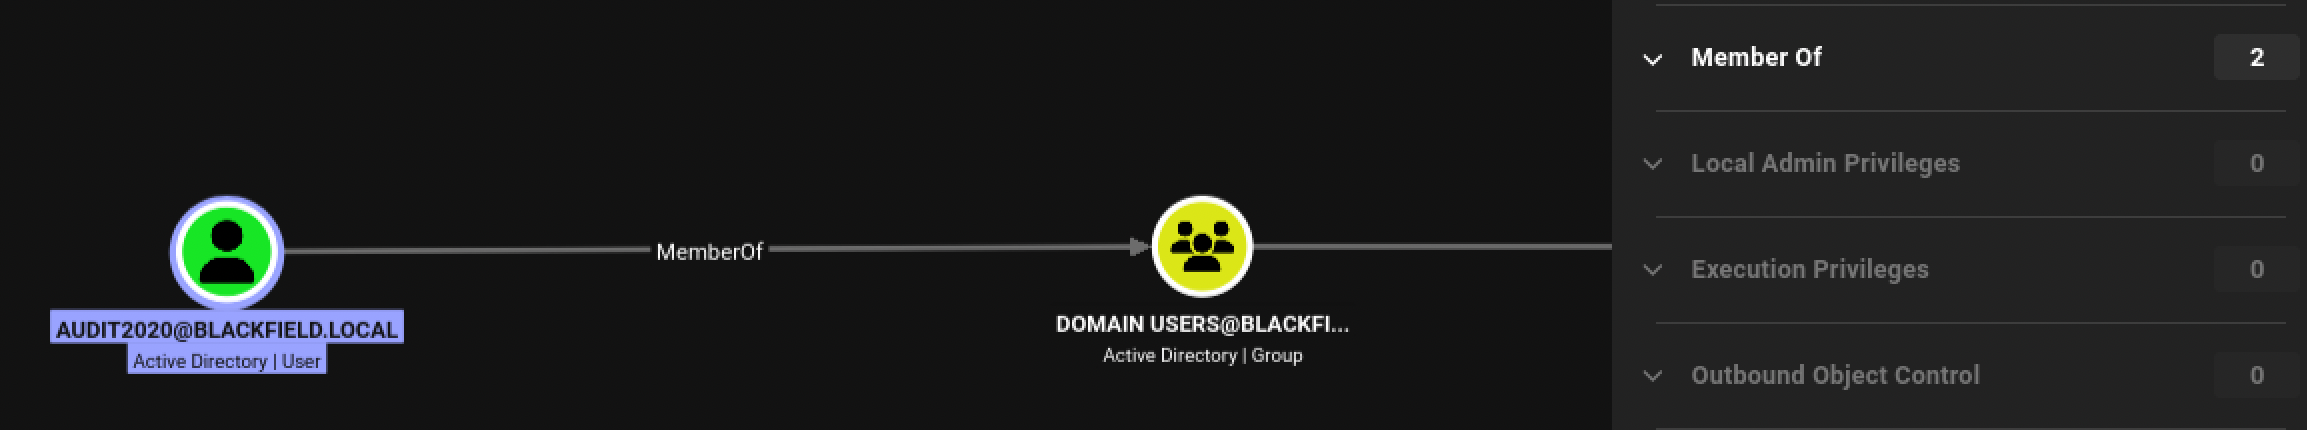 MemberOf
AUDIT2020@BLACKFIELD.LOCAL
Active Directory | User
DOMAIN USERS@BLACKFI...
Active Directory | Group
Member Of 2
Local Admin Privileges 0
Execution Privileges 0
Outbound Object Control 0